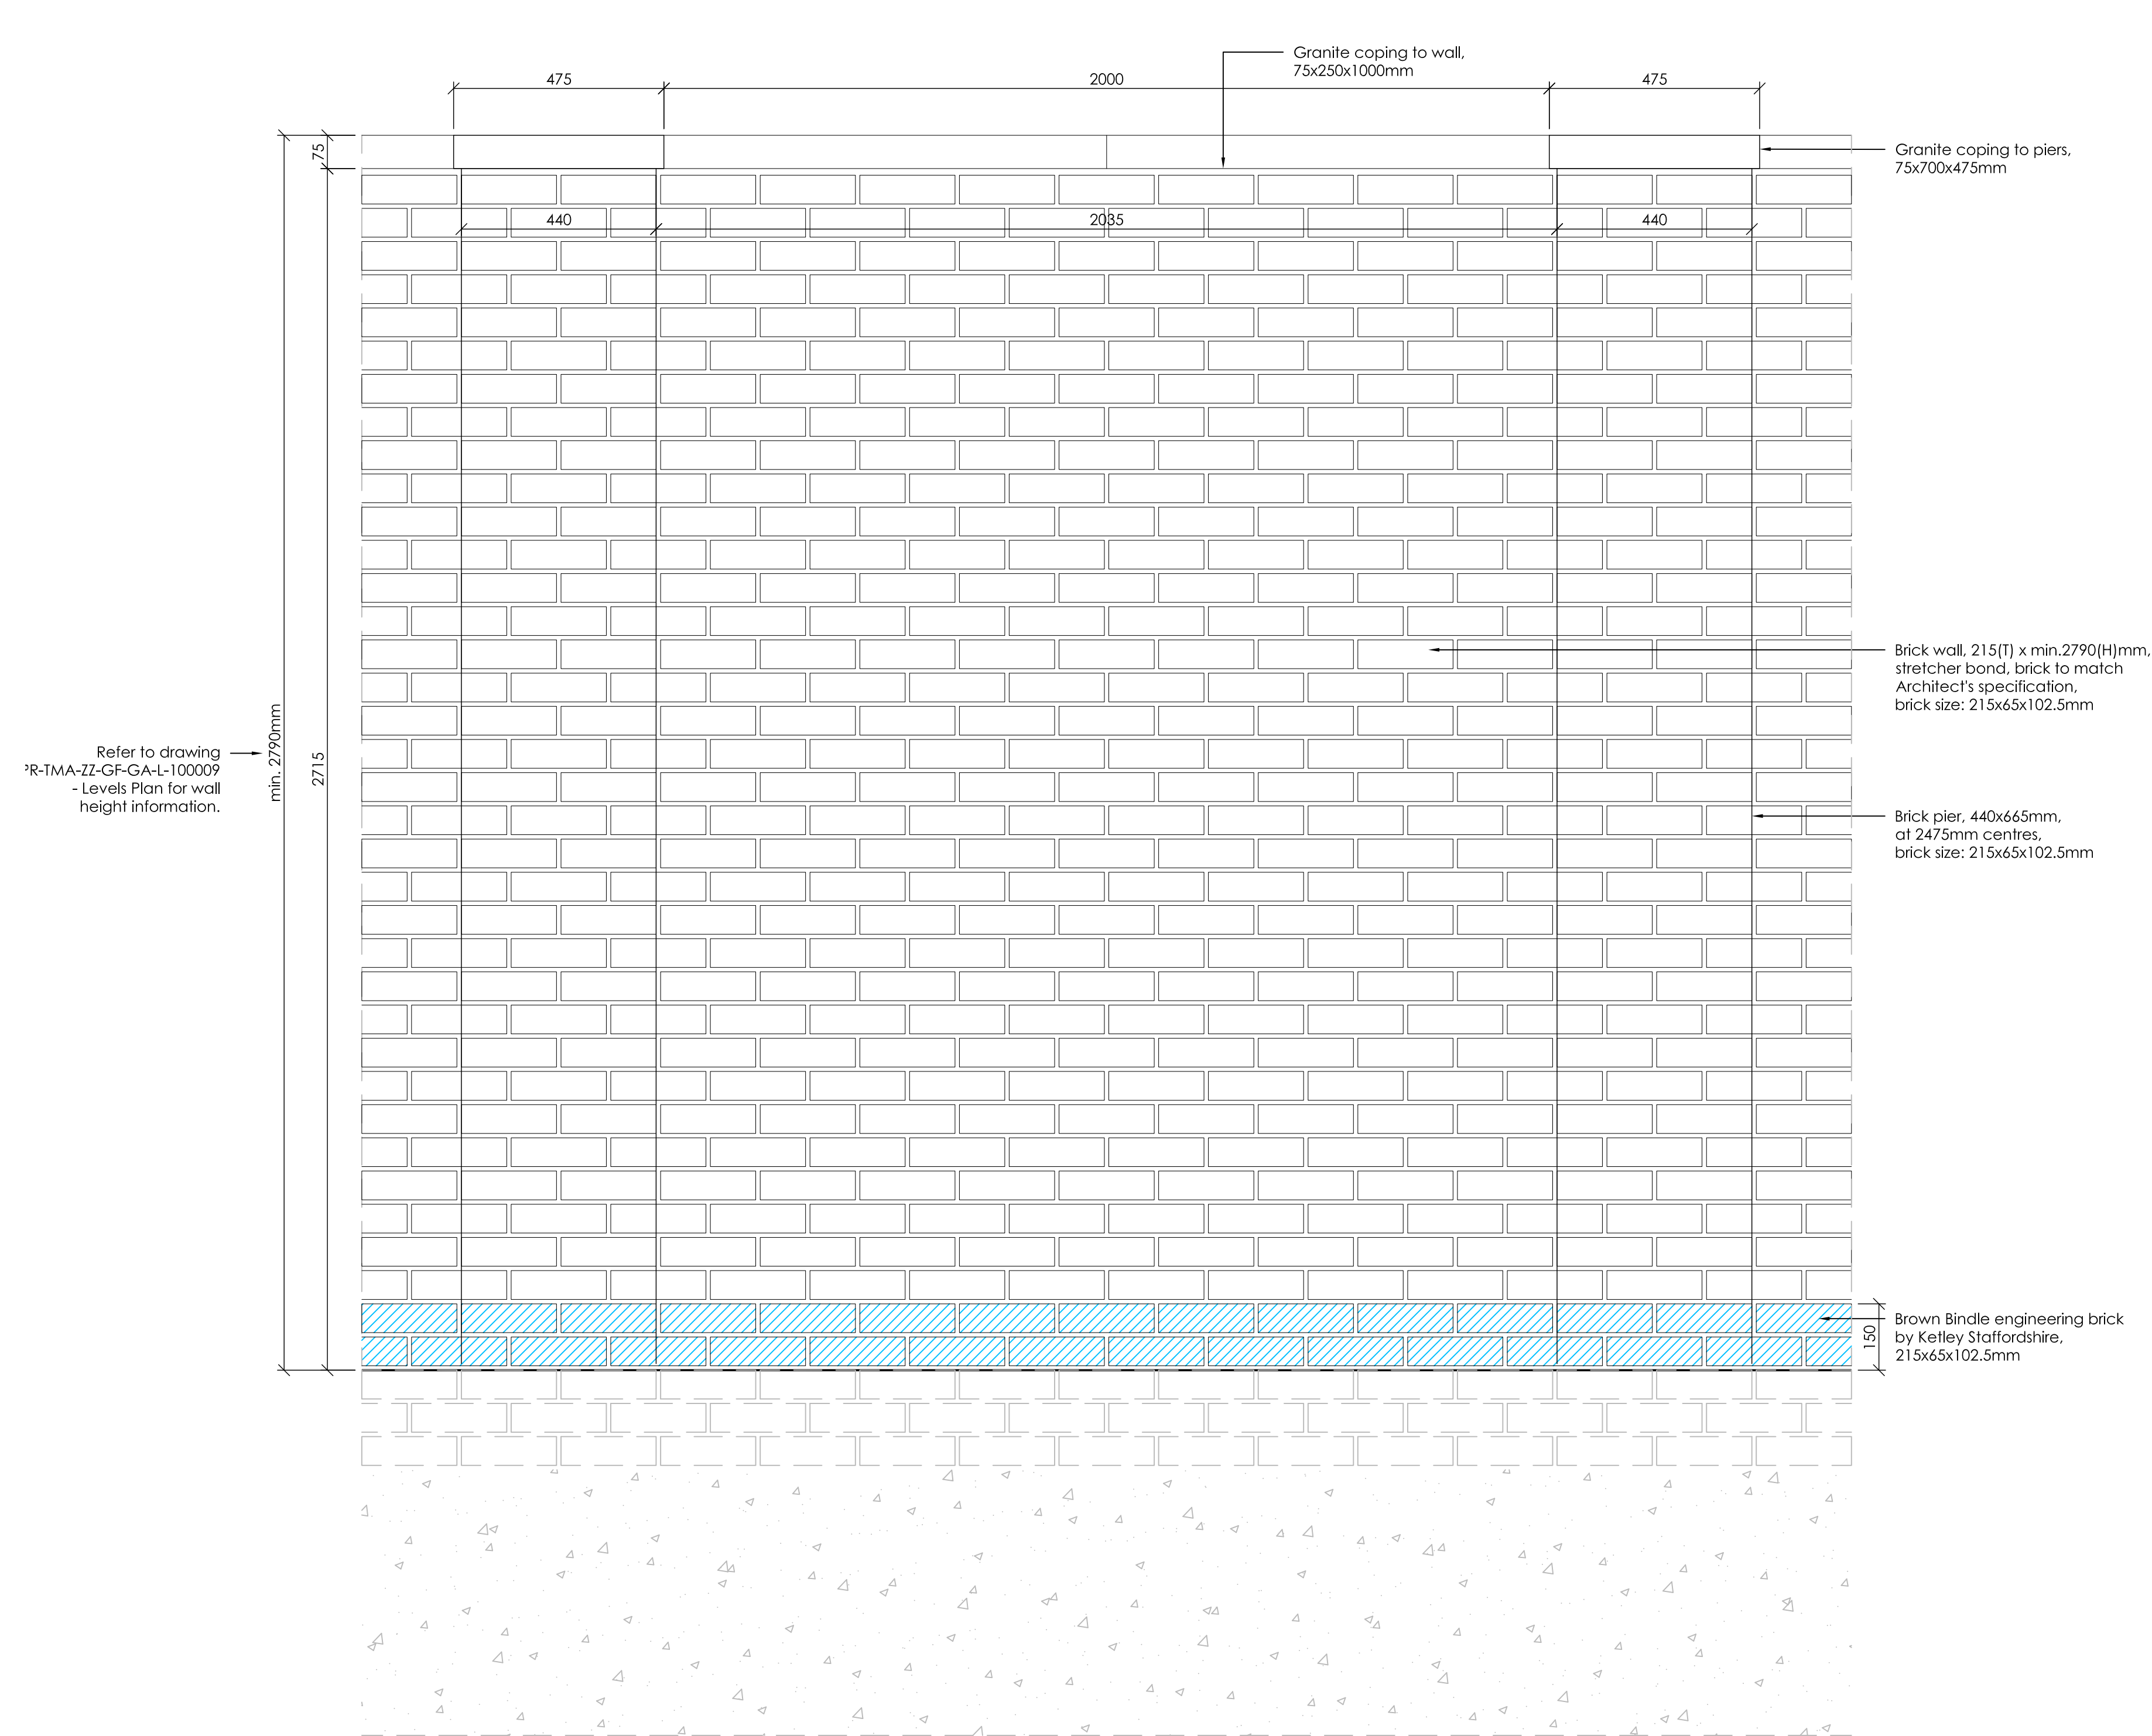 Granite coping to wall,
75x250x1000mm
475
2000
475
75
Granite coping to piers,
75x700x475mm
440
2035
440
Brick wall, 215(T) x min.2790(H)mm,
stretcher bond, brick to match
Architect's specification,
brick size: 215x65x102.5mm
min. 2790mm
2715
Refer to drawing
PR-TMA-ZZ-GF-GA-L-100009
- Levels Plan for wall
height information.
Brick pier, 440x665mm,
at 2475mm centres,
brick size: 215x65x102.5mm
Brown Bindle engineering brick
by Ketley Staffordshire,
215x65x102.5mm
150